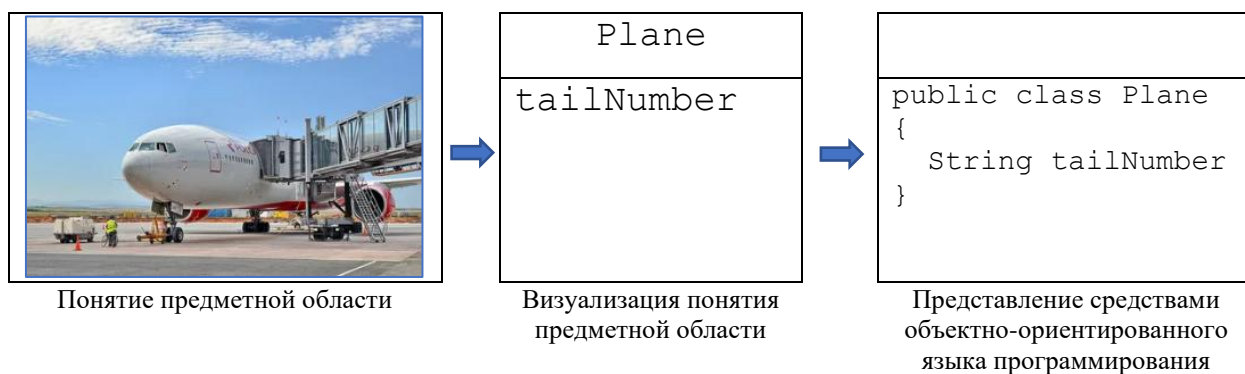 Plane
tailNumber
public class Plane
{
String tailNumber
}
Понятие предметной области
Визуализация понятия
предметной области
Представление средствами
объектно-ориентированного
языка программирования